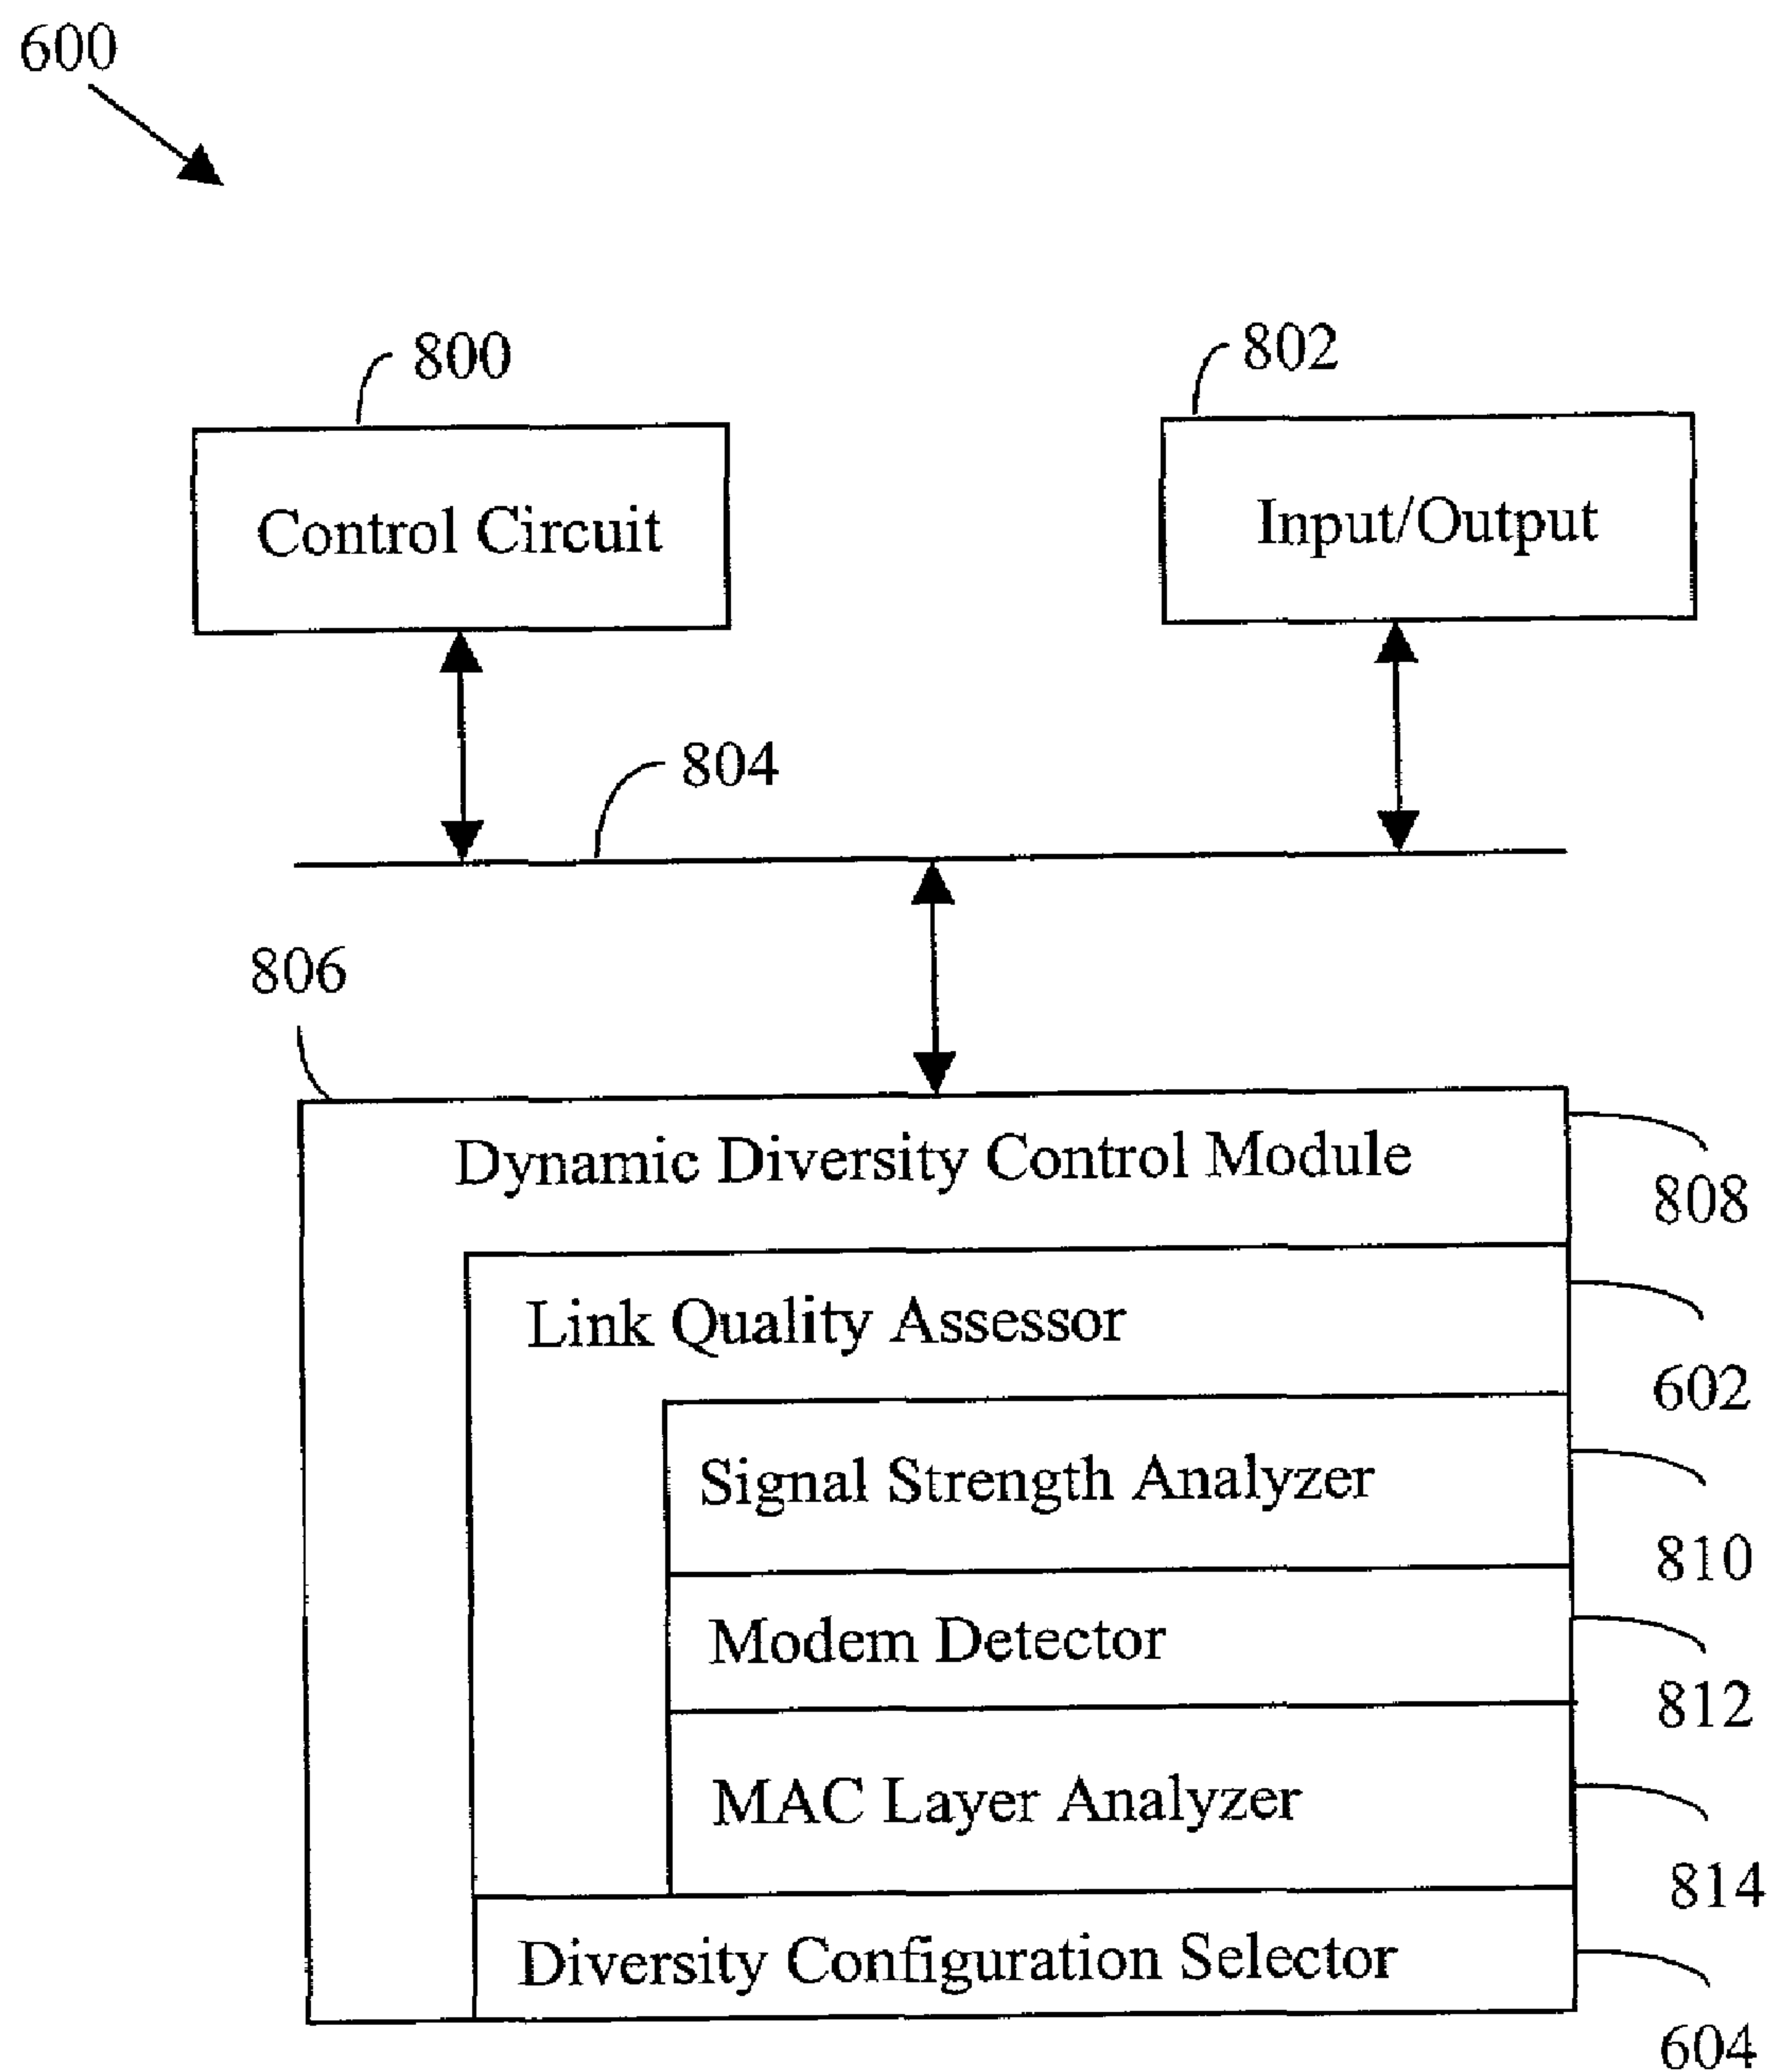 600
800
802
Control Circuit
Input/Output
804
806
Dynamic Diversity Control Module
808
Link Quality Assessor
602
Signal Strength Analyzer
810
Modem Detector
812
MAC Layer Analyzer
814
Diversity Configuration Selector
604